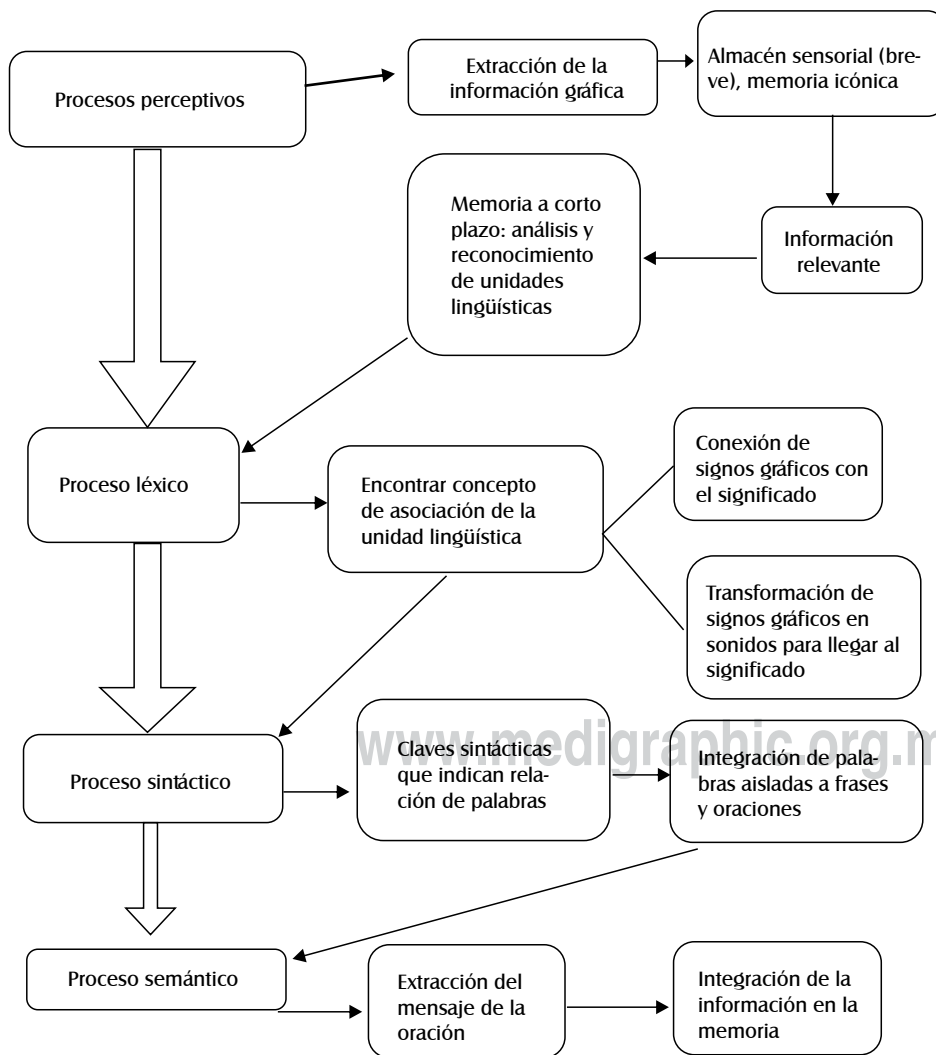 Procesos perceptivos
Extracción de la
información gráfica
Almacén sensorial (bre-
ve), memoria icónica
Información
relevante
Memoria a corto
plazo: análisis y
reconocimiento
de unidades
lingüísticas
Proceso léxico
Encontrar concepto
de asociación de la
unidad lingüística
Conexión de
signos gráficos con
el significado
Transformación de
signos gráficos en
sonidos para llegar al
significado
www.medigraphic.org.m
Proceso sintáctico
Claves sintácticas
que indican rela-
ción de palabras
Integración de pala-
bras aisladas a frases
y oraciones
Proceso semántico
Extracción del
mensaje de la
oración
Integración de la
información en la
memoria